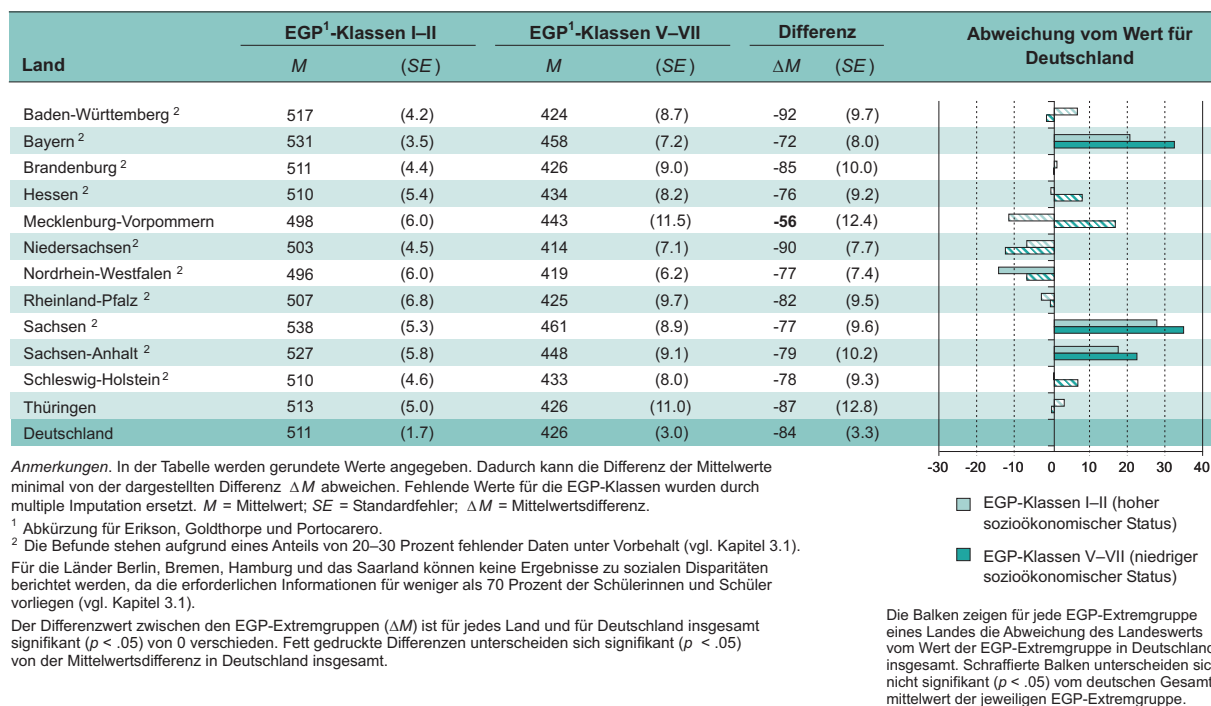 EGP1-Klassen I–II EGP1-Klassen V–VII Differenz Abweichung vom Wert für
Deutschland
Land M (SE) M (SE) ΔM (SE)
Baden-Württemberg 2 517 (4.2) 424 (8.7) -92 (9.7)
Bayern 2 531 (3.5) 458 (7.2) -72 (8.0)
Brandenburg 2 511 (4.4) 426 (9.0) -85 (10.0)
Hessen 2 510 (5.4) 434 (8.2) -76 (9.2)
Mecklenburg-Vorpommern 498 (6.0) 443 (11.5) -56 (12.4)
Niedersachsen2 503 (4.5) 414 (7.1) -90 (7.7)
Nordrhein-Westfalen 2 496 (6.0) 419 (6.2) -77 (7.4)
Rheinland-Pfalz 2 507 (6.8) 425 (9.7) -82 (9.5)
Sachsen 2 538 (5.3) 461 (8.9) -77 (9.6)
Sachsen-Anhalt 2 527 (5.8) 448 (9.1) -79 (10.2)
Schleswig-Holstein 2 510 (4.6) 433 (8.0) -78 (9.3)
Thüringen 513 (5.0) 426 (11.0) -87 (12.8)
Deutschland 511 (1.7) 426 (3.0) -84 (3.3)
-30 -20 -10 0 10 20 30 40
Anmerkungen. In der Tabelle werden gerundete Werte angegeben. Dadurch kann die Differenz der Mittelwerte
minimal von der dargestellten Differenz ΔM abweichen. Fehlende Werte für die EGP-Klassen wurden durch
multiple Imputation ersetzt. M = Mittelwert; SE = Standardfehler; ΔM = Mittelwertsdifferenz.
1 Abkürzung für Erikson, Goldthorpe und Portocarero.
2 Die Befunde stehen aufgrund eines Anteils von 20–30 Prozent fehlender Daten unter Vorbehalt (vgl. Kapitel 3.1).
Für die Länder Berlin, Bremen, Hamburg und das Saarland können keine Ergebnisse zu sozialen Disparitäten
berichtet werden, da die erforderlichen Informationen für weniger als 70 Prozent der Schülerinnen und Schüler
vorliegen (vgl. Kapitel 3.1).
Der Differenzwert zwischen den EGP-Extremgruppen (ΔM) ist für jedes Land und für Deutschland insgesamt
signifikant (p < .05) von 0 verschieden. Fett gedruckte Differenzen unterscheiden sich signifikant (p < .05)
von der Mittelwertsdifferenz in Deutschland insgesamt.
EGP-Klassen I–II (hoher
sozioökonomischer Status)
EGP-Klassen V–VII (niedriger
sozioökonomischer Status)
Die Balken zeigen für jede EGP-Extremgruppe
eines Landes die Abweichung des Landeswerts
vom Wert der EGP-Extremgruppe in Deutschland
insgesamt. Schraffierte Balken unterscheiden sic
nicht signifikant (p < .05) vom deutschen Gesamt
mittelwert der jeweiligen EGP-Extremgruppe.